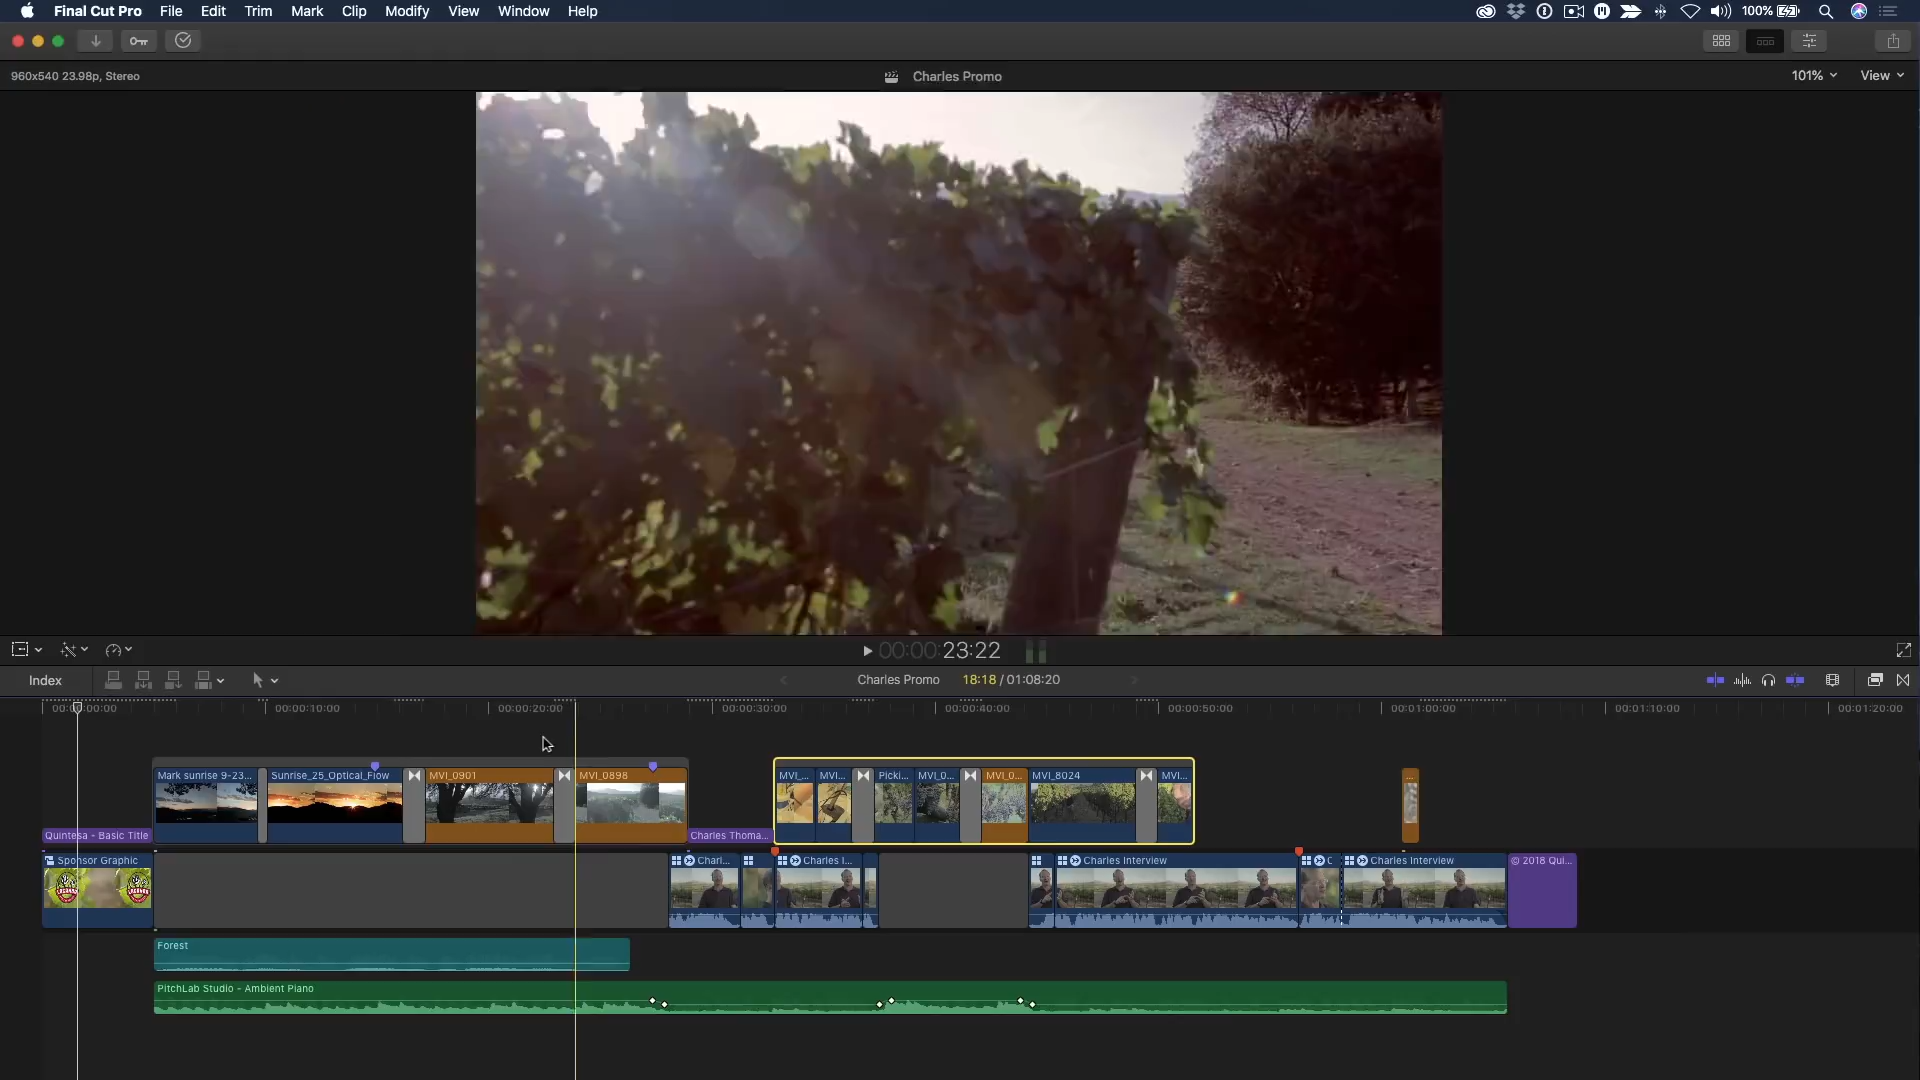 Final Cut Pro File Edit Trim Mark Clip Modify View Window Help 100%
960x540 23.98p, Stereo Charles Promo 101% View
00:00:00:23:22
Index Charles Promo 18:18 / 01:08:20
00:00:00:00 00:00:10:00 00:00:20:00 00:00:30:00 00:00:40:00 00:00:50:00 00:01:00:00 00:01:10:00 00:01:20:00
Mark sunrise 9-23... Sunrise_25_Optical_Flow MVI_0901 MVI_0898 MVI_... MVI... Picki... MVI_0... MVI_0... MVI_8024 MVI... ...
Quintesa - Basic Title Charles Thoma...
Sponsor Graphic Charl... Charles I... Charles Interview C Charles Interview © 2018 Qui...
Forest
PitchLab Studio - Ambient Piano